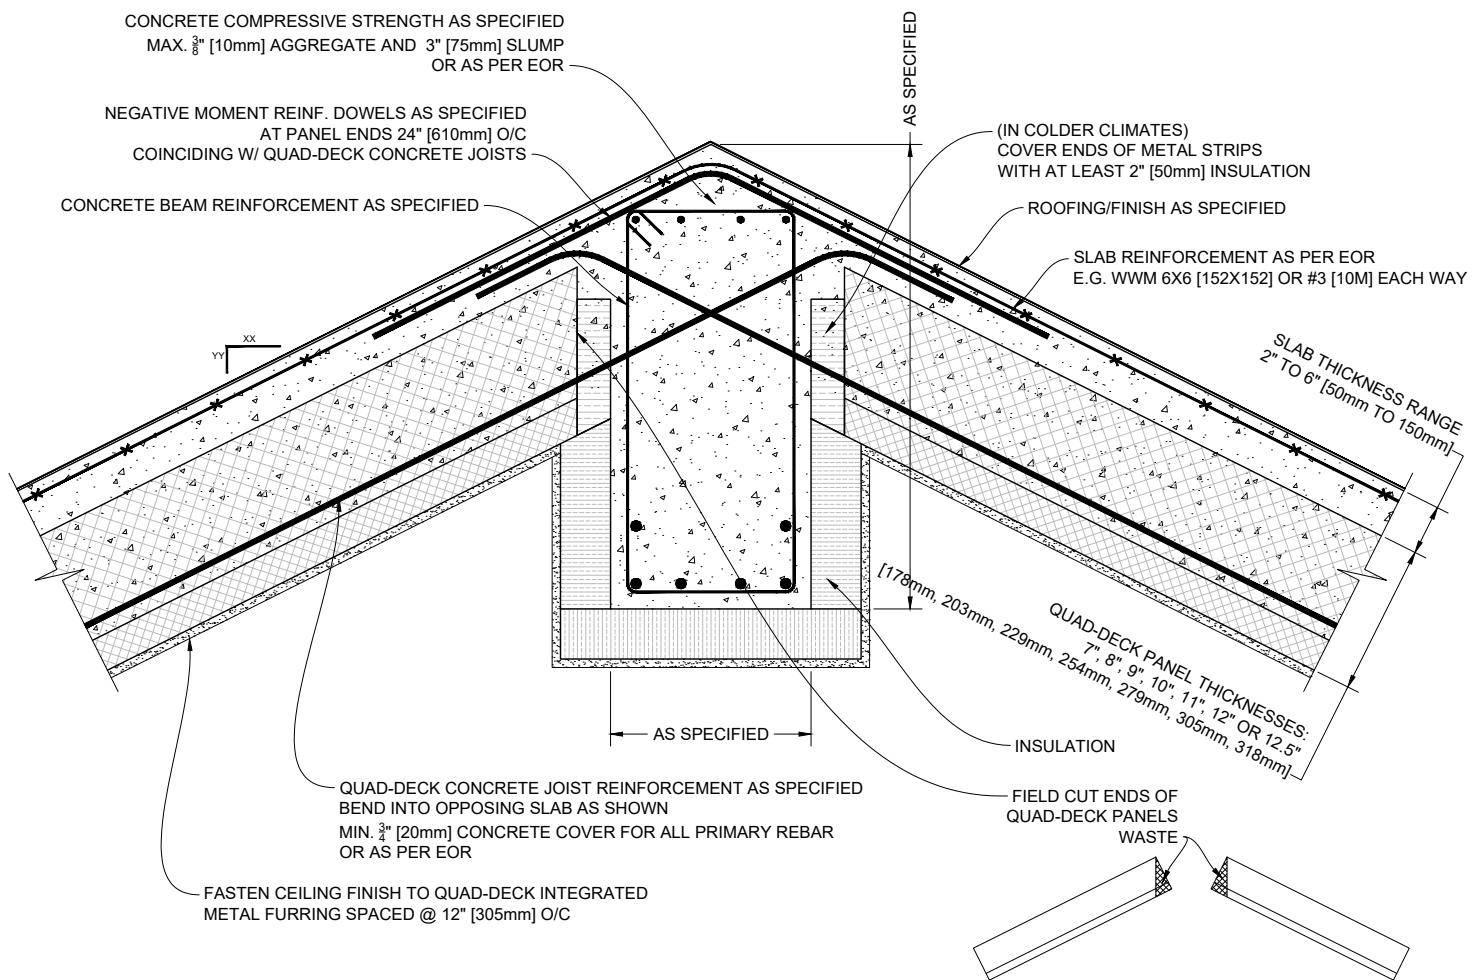 CONCRETE COMPRESSIVE STRENGTH AS SPECIFIED
MAX. 3/8" [10mm] AGGREGATE AND 3" [75mm] SLUMP
OR AS PER EOR
NEGATIVE MOMENT REINF. DOWELS AS SPECIFIED
AT PANEL ENDS 24" [610mm] O/C
COINCIDING W/ QUAD-DECK CONCRETE JOISTS
CONCRETE BEAM REINFORCEMENT AS SPECIFIED
AS SPECIFIED
(IN COLDER CLIMATES)
COVER ENDS OF METAL STRIPS
WITH AT LEAST 2" [50mm] INSULATION
ROOFING/FINISH AS SPECIFIED
SLAB REINFORCEMENT AS PER EOR
E.G. WWM 6X6 [152X152] OR #3 [10M] EACH WAY
XX
YY
SLAB THICKNESS RANGE
2" TO 6" [50mm TO 150mm]
QUAD-DECK PANEL THICKNESSES:
7", 8", 9", 10", 11", 12" OR 12.5"
[178mm, 203mm, 229mm, 254mm, 279mm, 305mm, 318mm]
AS SPECIFIED
INSULATION
QUAD-DECK CONCRETE JOIST REINFORCEMENT AS SPECIFIED
BEND INTO OPPOSING SLAB AS SHOWN
MIN. 3/4" [20mm] CONCRETE COVER FOR ALL PRIMARY REBAR
OR AS PER EOR
FIELD CUT ENDS OF
QUAD-DECK PANELS
WASTE
FASTEN CEILING FINISH TO QUAD-DECK INTEGRATED
METAL FURRING SPACED @ 12" [305mm] O/C